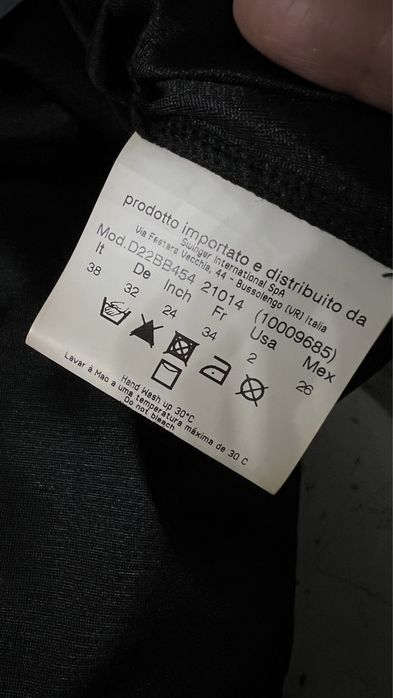 prodotto importato e distribuito da
Swinger International SpA
Via Festara Vecchia, 44 - Bussolengo (VR) Italia
Mod.D22BB454 21014 (10009685)
It De Inch Fr Usa Mex
38 32 24 34 2 26
Hand Wash up 30°C
Lavar à Mao a uma temperatura máxima de 30 C
Do not bleach